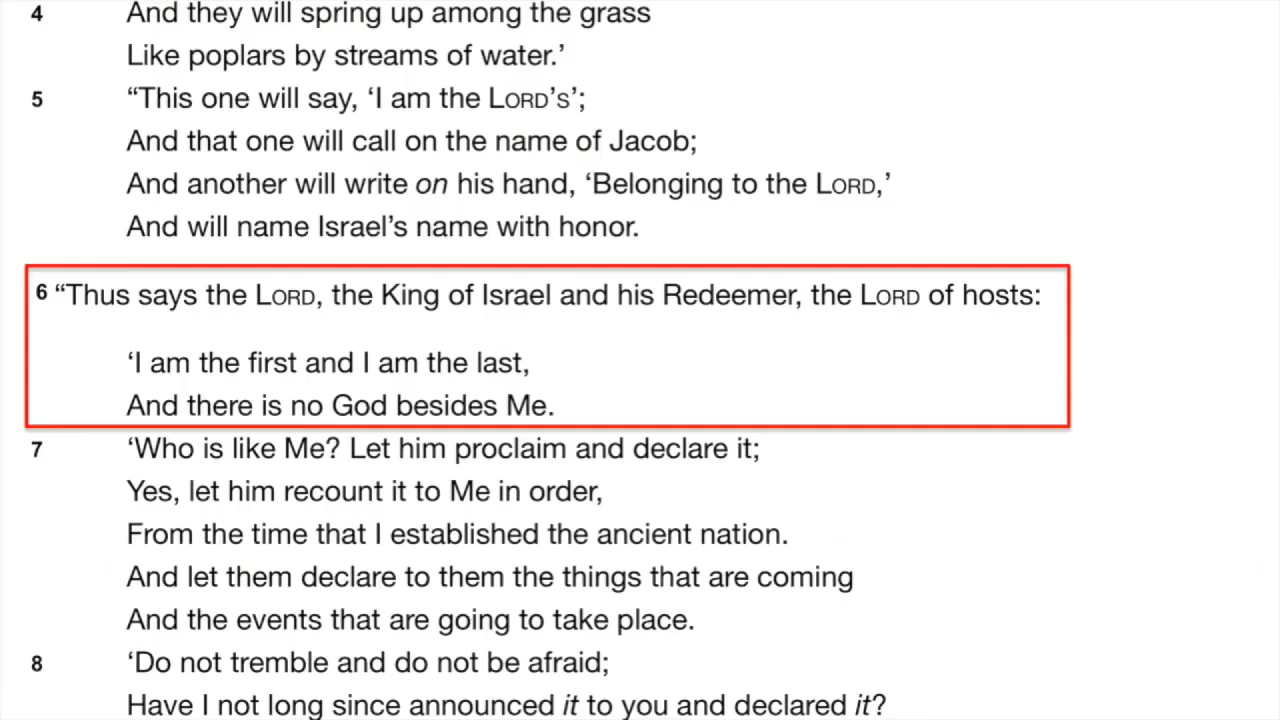 4 And they will spring up among the grass
Like poplars by streams of water.’
5 “This one will say, ‘I am the LORD’S’;
And that one will call on the name of Jacob;
And another will write on his hand, ‘Belonging to the LORD,’
And will name Israel’s name with honor.
6 “Thus says the LORD, the King of Israel and his Redeemer, the LORD of hosts:
‘I am the first and I am the last,
And there is no God besides Me.
7 ‘Who is like Me? Let him proclaim and declare it;
Yes, let him recount it to Me in order,
From the time that I established the ancient nation.
And let them declare to them the things that are coming
And the events that are going to take place.
8 ‘Do not tremble and do not be afraid;
Have I not long since announced it to you and declared it?